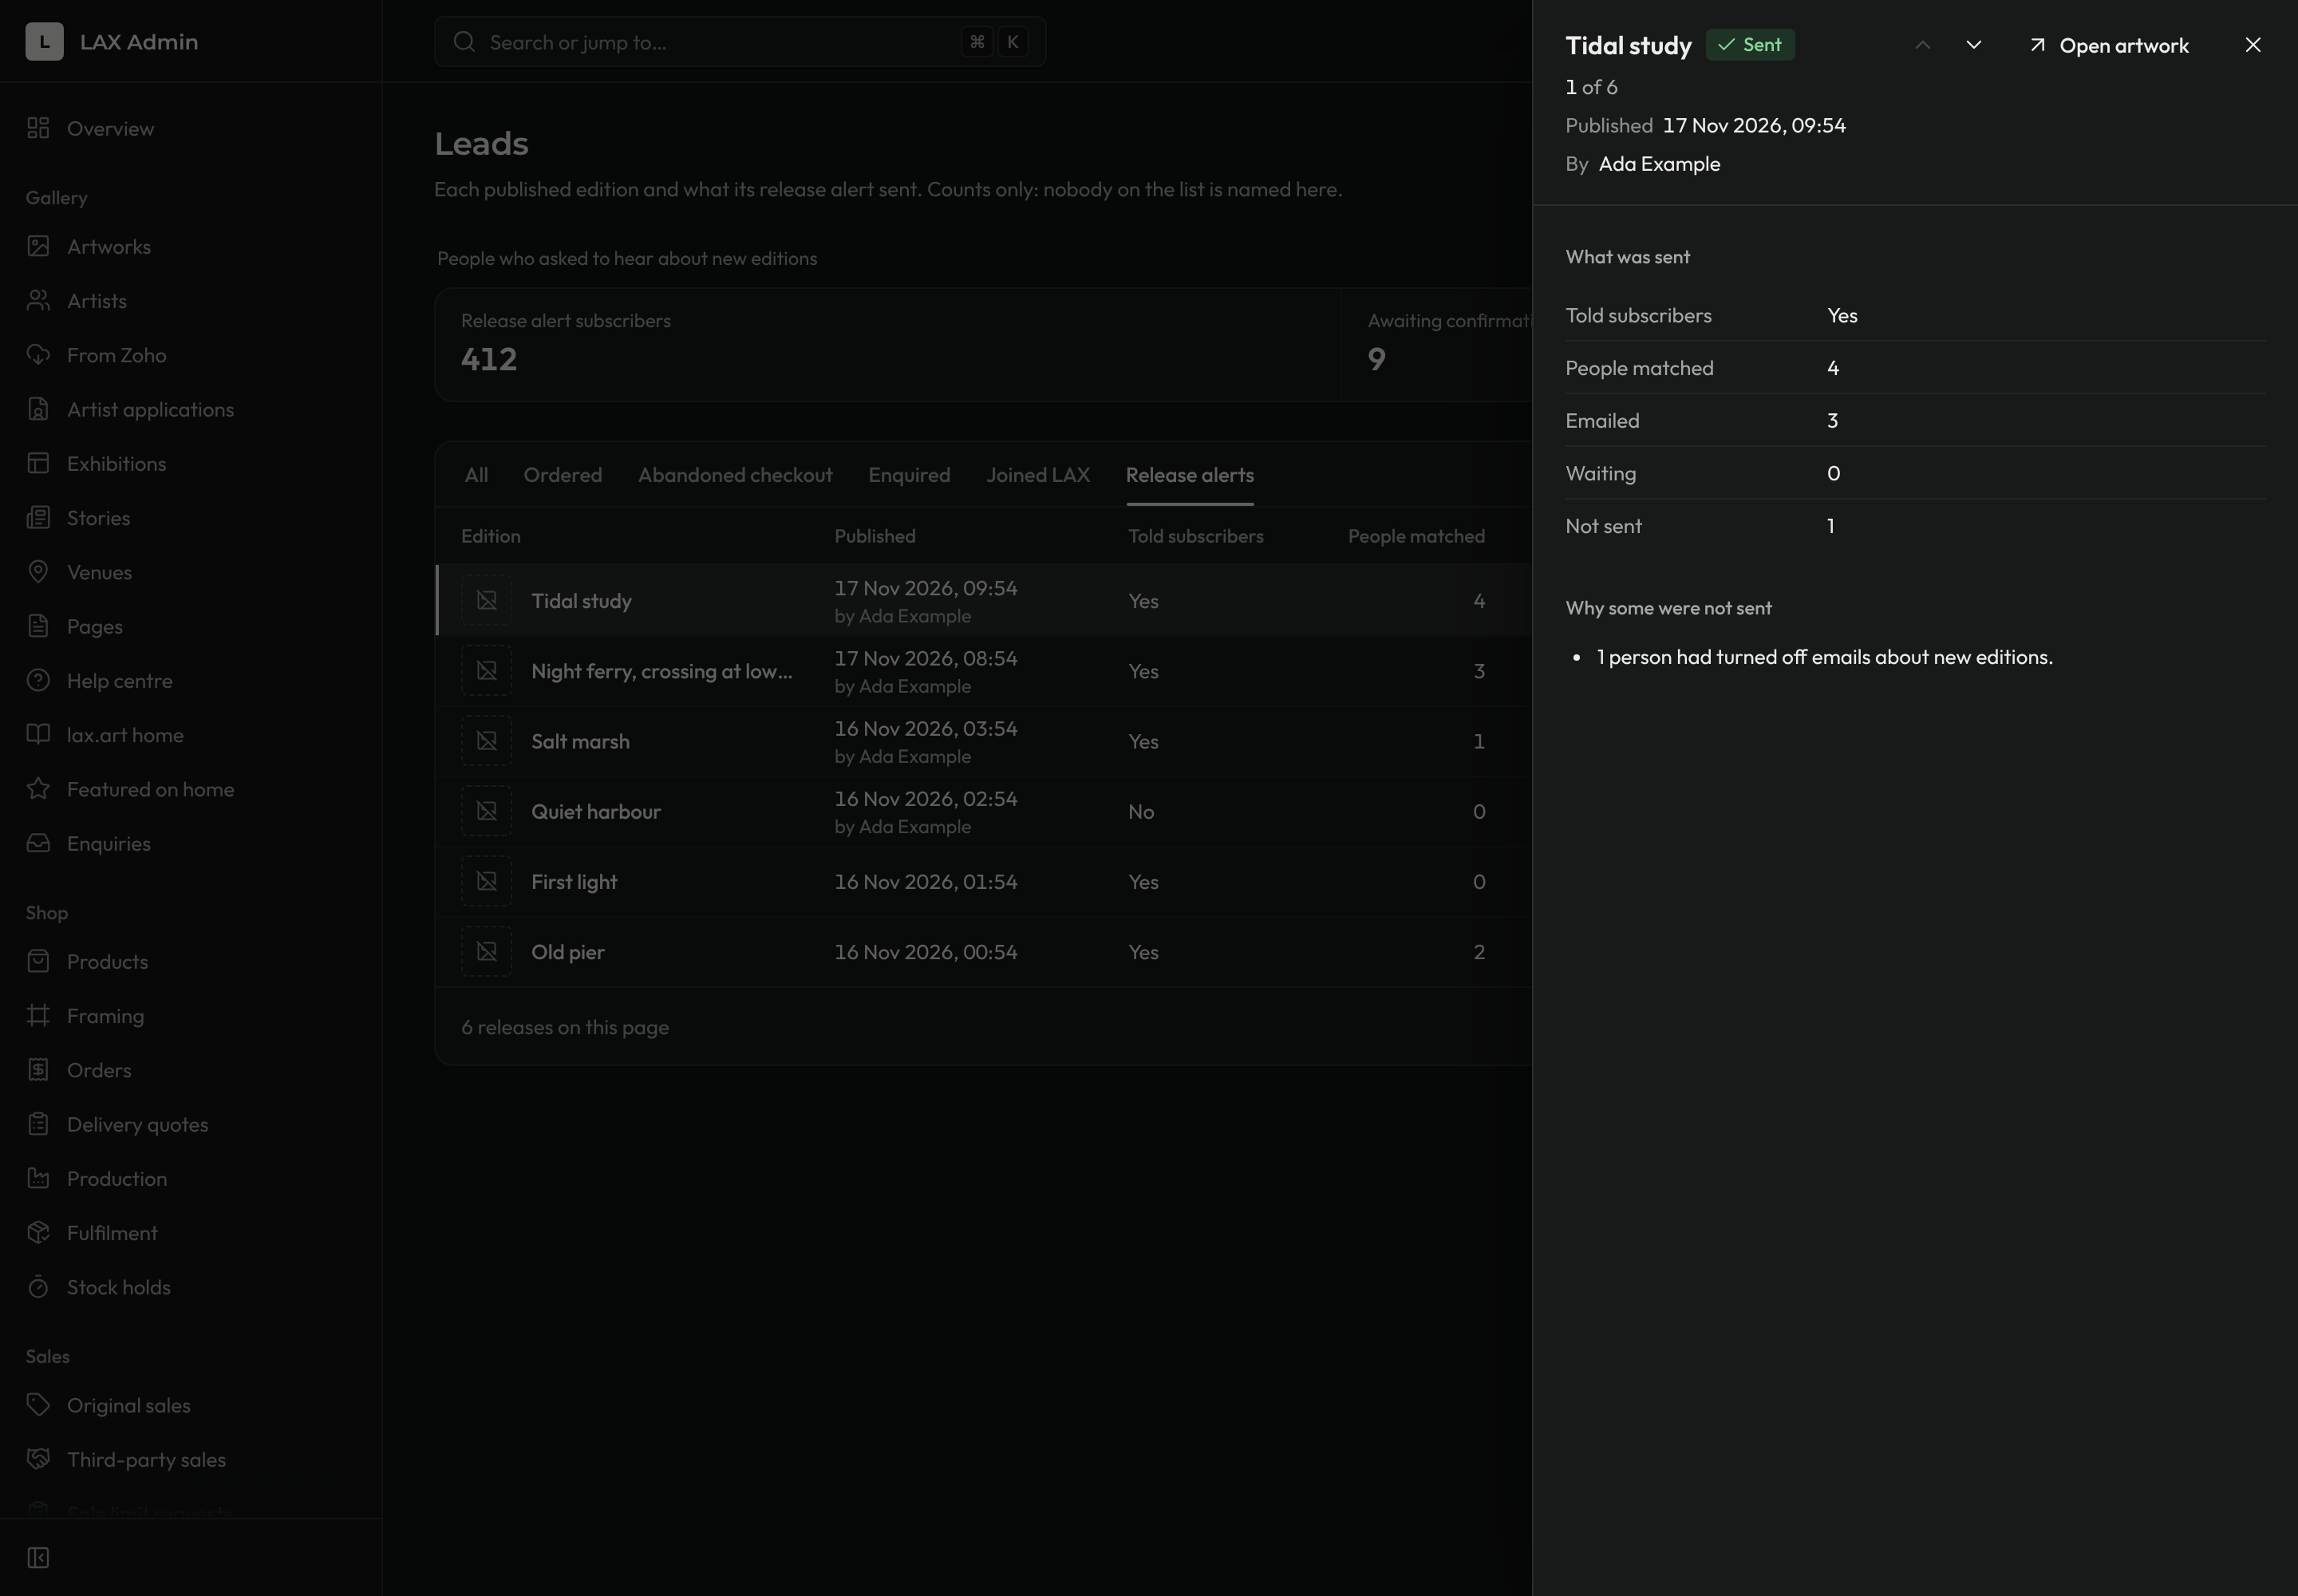 L LAX Admin
Search or jump to...
⌘ K
Overview
Gallery
Artworks
Artists
From Zoho
Artist applications
Exhibitions
Stories
Venues
Pages
Help centre
lax.art home
Featured on home
Enquiries
Shop
Products
Framing
Orders
Delivery quotes
Production
Fulfilment
Stock holds
Sales
Original sales
Third-party sales
Leads
Each published edition and what its release alert sent. Counts only: nobody on the list is named here.
People who asked to hear about new editions
Release alert subscribers
412
Awaiting
9
All Ordered Abandoned checkout Enquired Joined LAX Release alerts
Edition Published Told subscribers People matched
Tidal study 17 Nov 2026, 09:54 by Ada Example Yes 4
Night ferry, crossing at low... 17 Nov 2026, 08:54 by Ada Example Yes 3
Salt marsh 16 Nov 2026, 03:54 by Ada Example Yes 1
Quiet harbour 16 Nov 2026, 02:54 by Ada Example No 0
First light 16 Nov 2026, 01:54 Yes 0
Old pier 16 Nov 2026, 00:54 Yes 2
6 releases on this page
Tidal study Sent Open artwork
1 of 6
Published 17 Nov 2026, 09:54
By Ada Example
What was sent
Told subscribers Yes
People matched 4
Emailed 3
Waiting 0
Not sent 1
Why some were not sent
• 1 person had turned off emails about new editions.